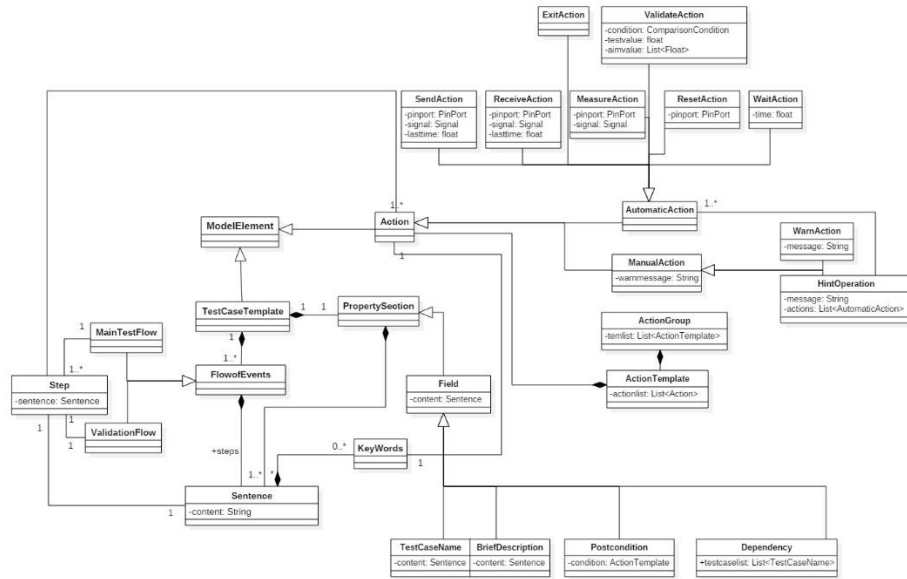 ExitAction
ValidateAction
-condition: ComparisonCondition
-testvalue: float
-aimvalue: List<Float>
SendAction
-pinport: PinPort
-signal: Signal
-lasttime: float
ReceiveAction
-pinport: PinPort
-signal: Signal
-lasttime: float
MeasureAction
-pinport: PinPort
-signal: Signal
ResetAction
-pinport: PinPort
WaitAction
-time: float
1..*
ModelElement
Action
AutomaticAction
1..*
1
WarnAction
-message: String
ManualAction
-warnmessage: String
HintOperation
-message: String
-actions: List<AutomaticAction>
TestCaseTemplate
1
1
PropertySection
1
MainTestFlow
1
1..*
ActionGroup
-temlist: List<ActionTemplate>
1..*
FlowofEvents
Step
-sentence: Sentence
Field
-content: Sentence
ActionTemplate
-actionlist: List<Action>
1
1
1
ValidationFlow
+steps
0..*
KeyWords
1
1..*
*
1
Sentence
-content: String
TestCaseName
-content: Sentence
BriefDescription
-content: Sentence
Postcondition
-condition: ActionTemplate
Dependency
+testcaselist: List<TestCaseName>